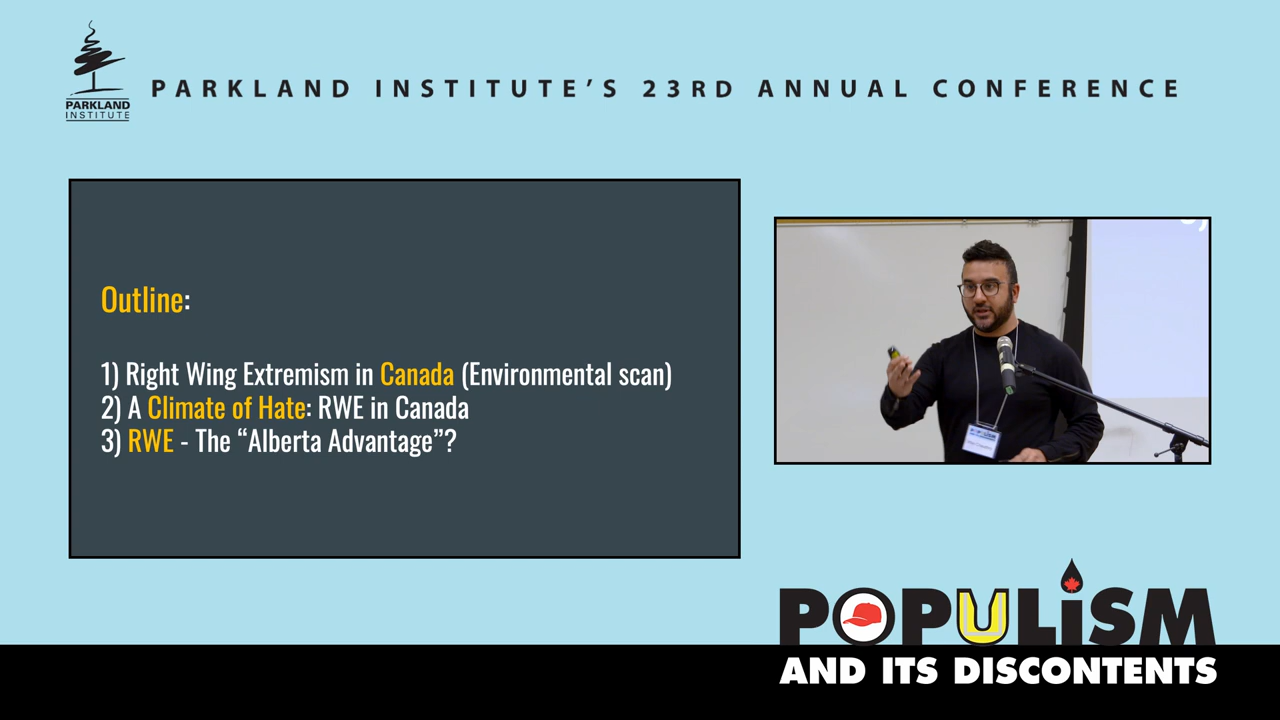 PARKLAND INSTITUTE
PARKLAND INSTITUTE'S 23RD ANNUAL CONFERENCE
Outline:
1) Right Wing Extremism in Canada (Environmental scan)
2) A Climate of Hate: RWE in Canada
3) RWE - The “Alberta Advantage”?
POPULISM
POPULiSM
AND ITS DISCONTENTS